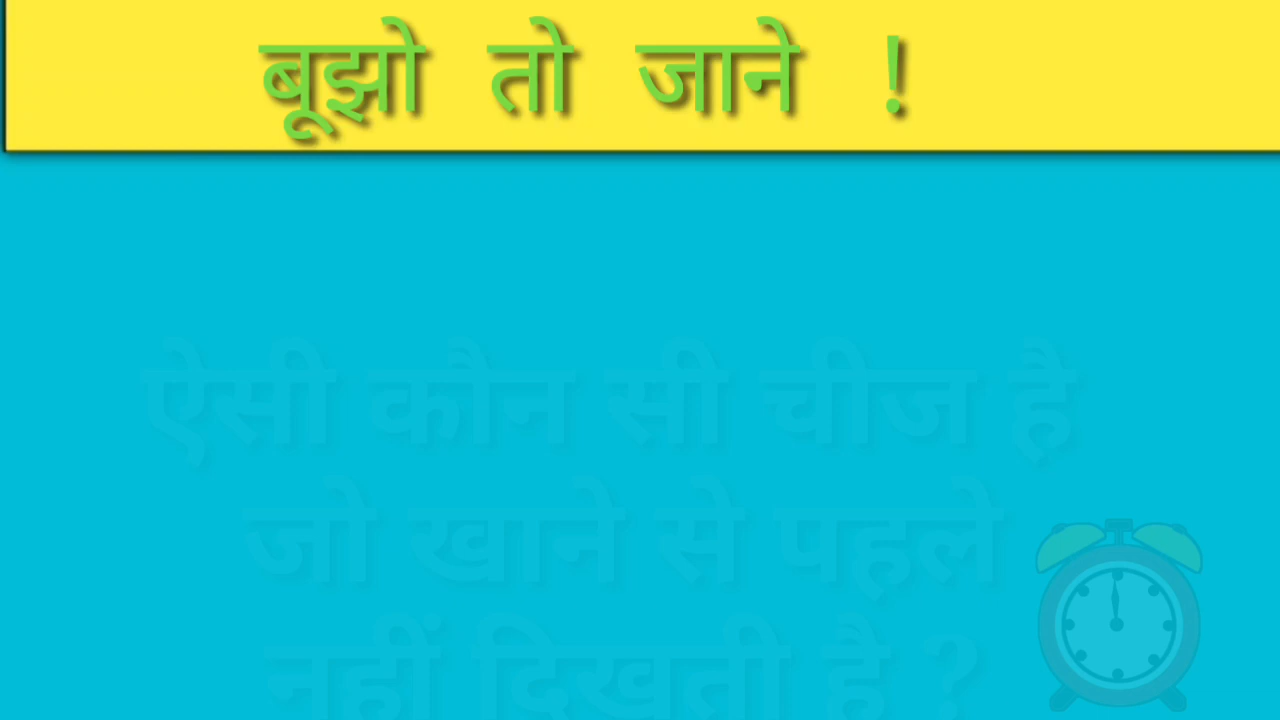 बूझो तो जाने !
ऐसी कौन सी चीज है
जो खाने से पहले
नहीं दिखती है ?